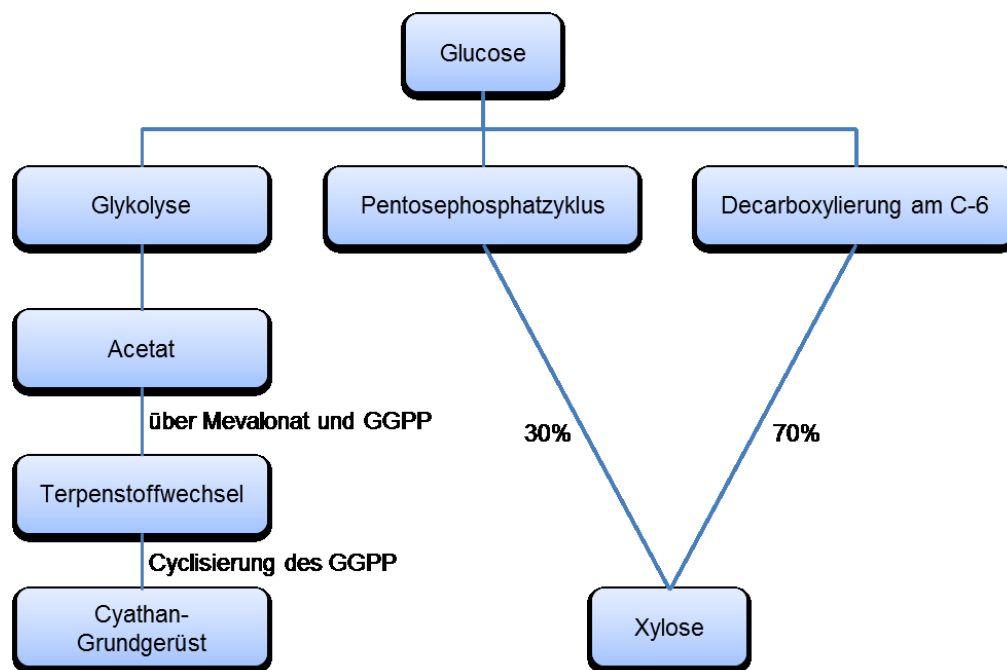 Glucose
Glykolyse
Pentosephosphatzyklus
Decarboxylierung am C-6
Acetat
über Mevalonat und GGPP
30%
70%
Terpenstoffwechsel
Cyclisierung des GGPP
Cyathan-
Grundgerüst
Xylose